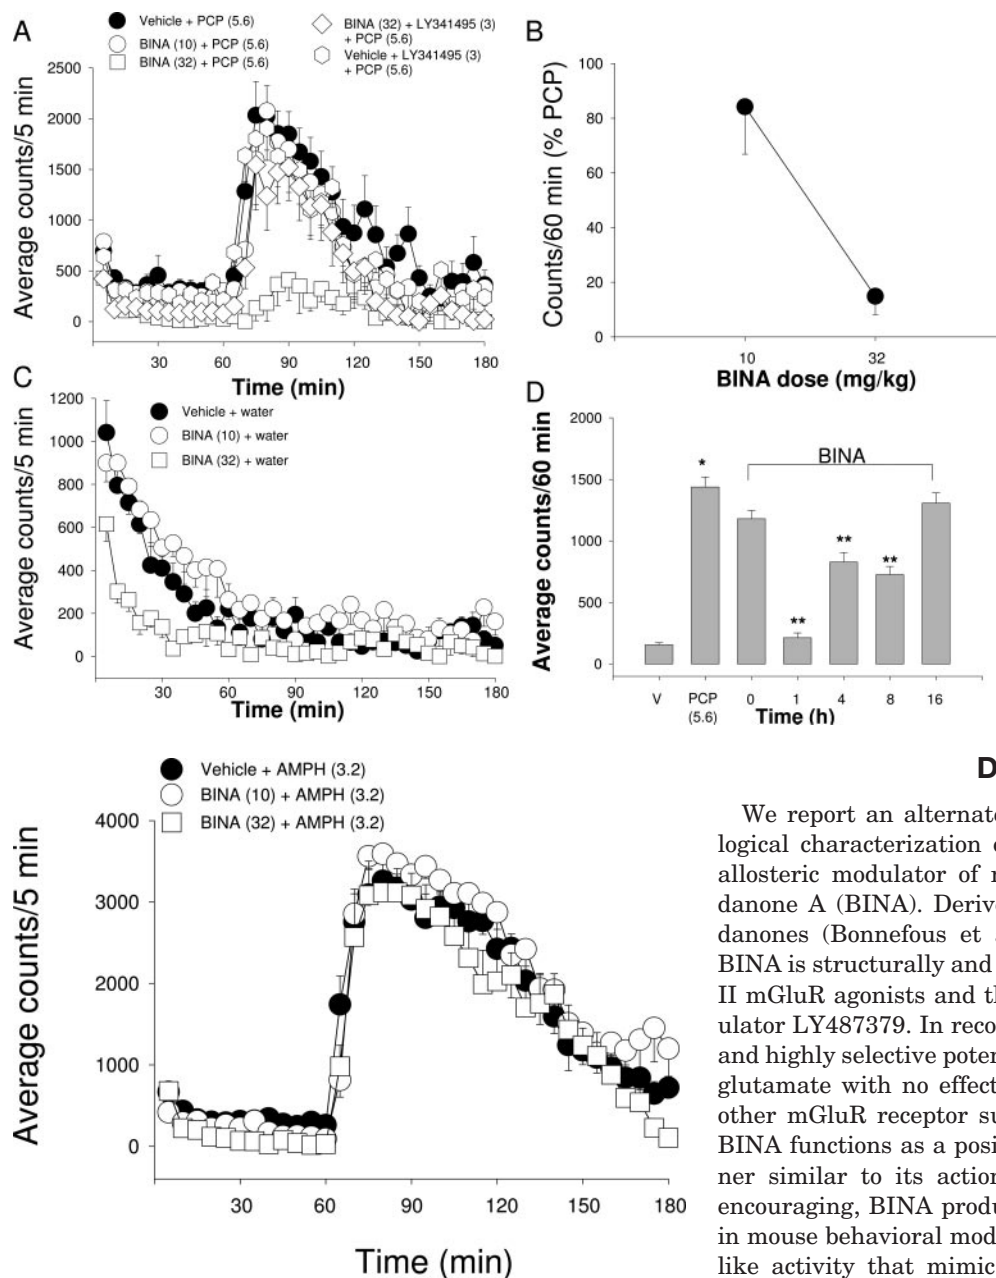 A
Vehicle + PCP (5.6)
BINA (10) + PCP (5.6)
BINA (32) + PCP (5.6)
BINA (32) + LY341495 (3)
+ PCP (5.6)
Vehicle + LY341495 (3)
+ PCP (5.6)
Average counts/5 min
2500
2000
1500
1000
500
0
30 60 90 120 150 180
Time (min)
B
Counts/60 min (% PCP)
100
80
60
40
20
0
10 32
BINA dose (mg/kg)
C
Vehicle + water
BINA (10) + water
BINA (32) + water
Average counts/5 min
1200
1000
800
600
400
200
0
30 60 90 120 150 180
Time (min)
D
Average counts/60 min
2000
1500
1000
500
0
BINA
*
**
**
**
V PCP 0 1 4 8 16
(5.6)
Time (h)
Vehicle + AMPH (3.2)
BINA (10) + AMPH (3.2)
BINA (32) + AMPH (3.2)
Average counts/5 min
4000
3000
2000
1000
0
30 60 90 120 150 180
Time (min)
D
We report an alternate
logical characterization
allosteric modulator of
danone A (BINA). Derive
danones (Bonnefous et
BINA is structurally and
II mGluR agonists and th
ulator LY487379. In reco
and highly selective poten
glutamate with no effect
other mGluR receptor su
BINA functions as a posi
ner similar to its action
encouraging, BINA produ
in mouse behavioral mod
like activity that mimic